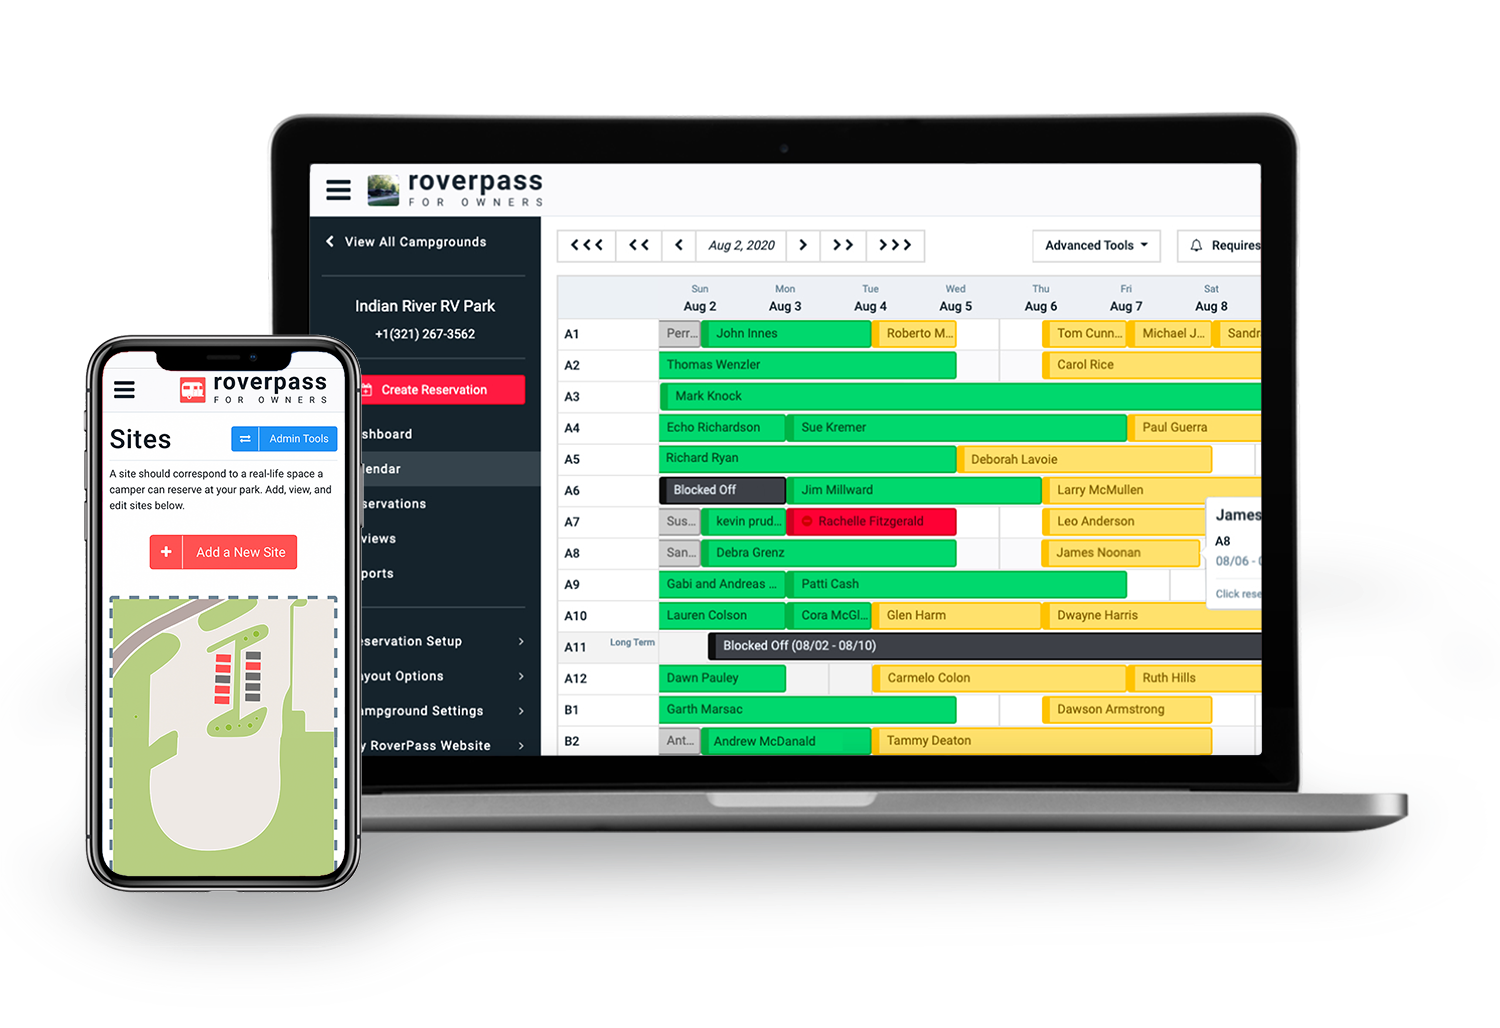 roverpass
FOR OWNERS
View All Campgrounds
Indian River RV Park
+1(321) 267-3562
Create Reservation
shboard
lendar
servations
views
ports
eservation Setup
yout Options
mpground Settings
y RoverPass Website
Aug 2, 2020
Advanced Tools
Requires
Sun Mon Tue Wed Thu Fri Sat
Aug 2 Aug 3 Aug 4 Aug 5 Aug 6 Aug 7 Aug 8
A1 Perr... John Innes Roberto M... Tom Cunn... Michael J... Sandr
A2 Thomas Wenzler Carol Rice
A3 Mark Knock
A4 Echo Richardson Sue Kremer Paul Guerra
A5 Richard Ryan Deborah Lavoie
A6 Blocked Off Jim Millward Larry McMullen
A7 Sus... kevin prud... Rachelle Fitzgerald Leo Anderson
A8 San... Debra Grenz James Noonan
A9 Gabi and Andreas ... Patti Cash
A10 Lauren Colson Cora McGl... Glen Harm Dwayne Harris
A11 Long Term Blocked Off (08/02 - 08/10)
A12 Dawn Pauley Carmelo Colon Ruth Hills
B1 Garth Marsac Dawson Armstrong
B2 Ant... Andrew McDanald Tammy Deaton
James
A8
08/06 -
Click rese
roverpass
FOR OWNERS
Sites
Admin Tools
A site should correspond to a real-life space a
camper can reserve at your park. Add, view, and
edit sites below.
+ Add a New Site